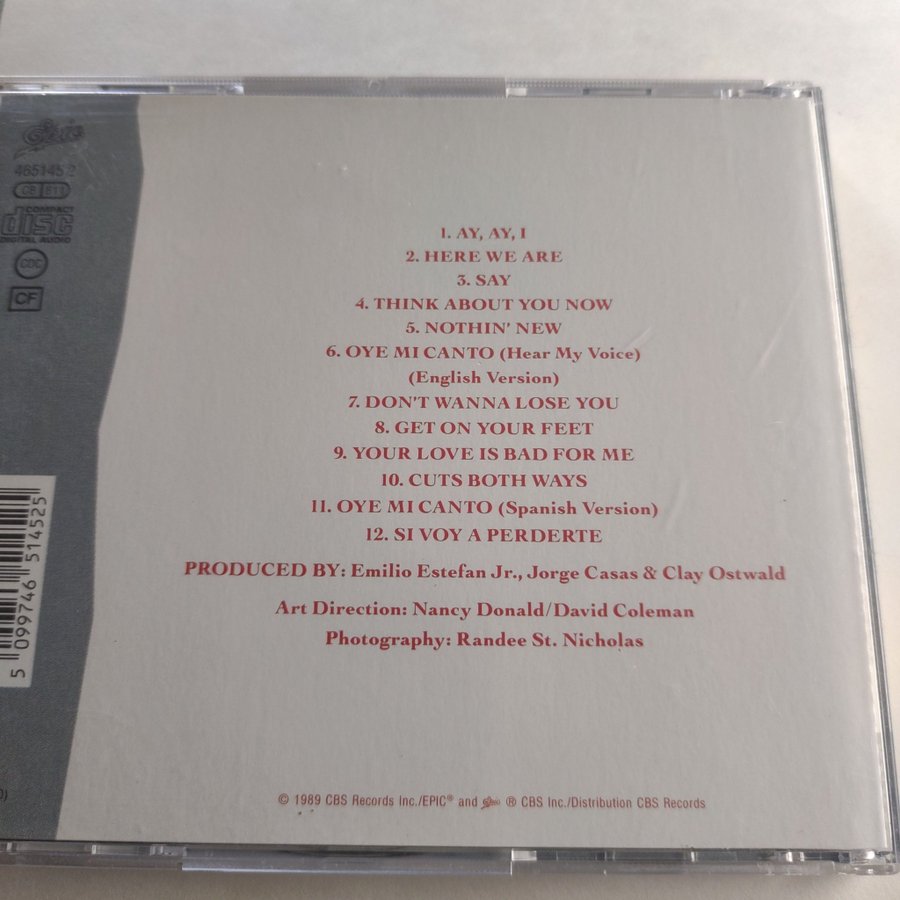 Epic
465145 2
CB 811
COMPACT
disc
DIGITAL AUDIO
CDC
CF
1. AY, AY, I
2. HERE WE ARE
3. SAY
4. THINK ABOUT YOU NOW
5. NOTHIN' NEW
6. OYE MI CANTO (Hear My Voice)
(English Version)
7. DON'T WANNA LOSE YOU
8. GET ON YOUR FEET
9. YOUR LOVE IS BAD FOR ME
10. CUTS BOTH WAYS
11. OYE MI CANTO (Spanish Version)
12. SI VOY A PERDERTE
PRODUCED BY: Emilio Estefan Jr., Jorge Casas & Clay Ostwald
Art Direction: Nancy Donald/David Coleman
Photography: Randee St. Nicholas
5 099746 514525
© 1989 CBS Records Inc./EPIC® and Epic ® CBS Inc./Distribution CBS Records